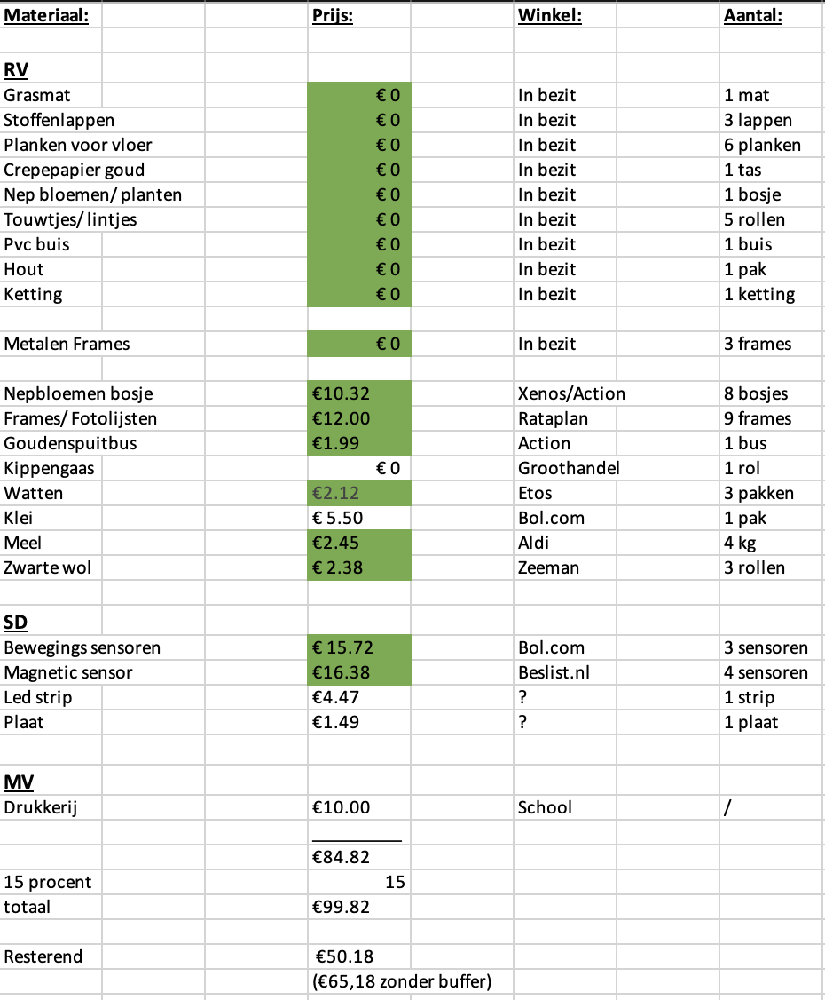 Materiaal: Prijs: Winkel: Aantal:
RV
Grasmat € 0 In bezit 1 mat
Stoffenlappen € 0 In bezit 3 lappen
Planken voor vloer € 0 In bezit 6 planken
Crepepapier goud € 0 In bezit 1 tas
Nep bloemen/ planten € 0 In bezit 1 bosje
Touwtjes/ lintjes € 0 In bezit 5 rollen
Pvc buis € 0 In bezit 1 buis
Hout € 0 In bezit 1 pak
Ketting € 0 In bezit 1 ketting
Metalen Frames € 0 In bezit 3 frames
Nepbloemen bosje €10.32 Xenos/Action 8 bosjes
Frames/ Fotolijsten €12.00 Rataplan 9 frames
Goudenspuitbus €1.99 Action 1 bus
Kippengaas € 0 Groothandel 1 rol
Watten €2.12 Etos 3 pakken
Klei € 5.50 Bol.com 1 pak
Meel €2.45 Aldi 4 kg
Zwarte wol € 2.38 Zeeman 3 rollen
SD
Bewegings sensoren € 15.72 Bol.com 3 sensoren
Magnetic sensor €16.38 Beslist.nl 4 sensoren
Led strip €4.47 ? 1 strip
Plaat €1.49 ? 1 plaat
MV
Drukkerij €10.00 School /
€84.82
15 procent 15
totaal €99.82
Resterend €50.18
(€65,18 zonder buffer)